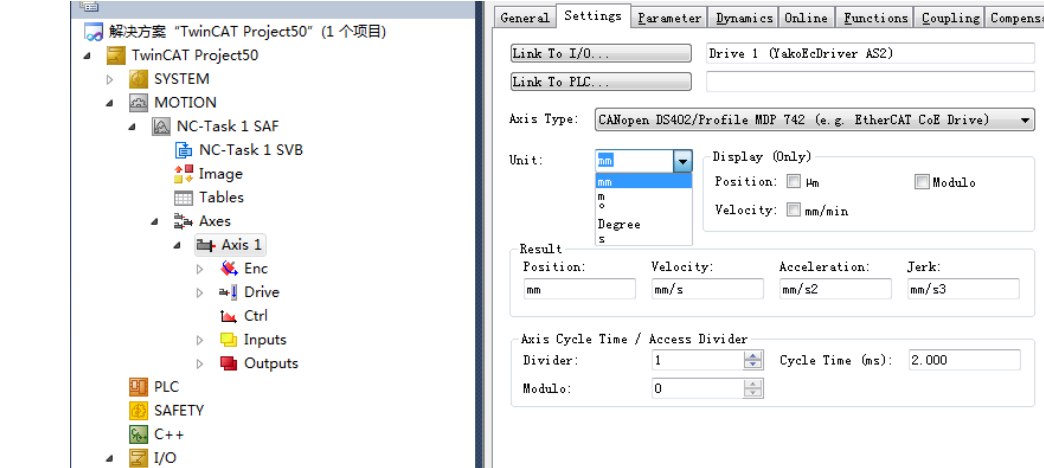 解决方案 "TwinCAT Project50" (1 个项目)
TwinCAT Project50
SYSTEM
MOTION
NC-Task 1 SAF
NC-Task 1 SVB
Image
Tables
Axes
Axis 1
Enc
Drive
Ctrl
Inputs
Outputs
PLC
SAFETY
C++
I/O
General Settings Parameter Dynamics Online Functions Coupling Compens
Link To I/O... Drive 1 (YakoEcDriver AS2)
Link To PLC...
Axis Type: CANopen DS402/Profile MDP 742 (e.g. EtherCAT CoE Drive)
Unit: mm Display (Only)
mm Position: µm Modulo
m
° Velocity: mm/min
Degree
s
Result
Position: Velocity: Acceleration: Jerk:
mm mm/s mm/s2 mm/s3
Axis Cycle Time / Access Divider
Divider: 1 Cycle Time (ms): 2.000
Modulo: 0